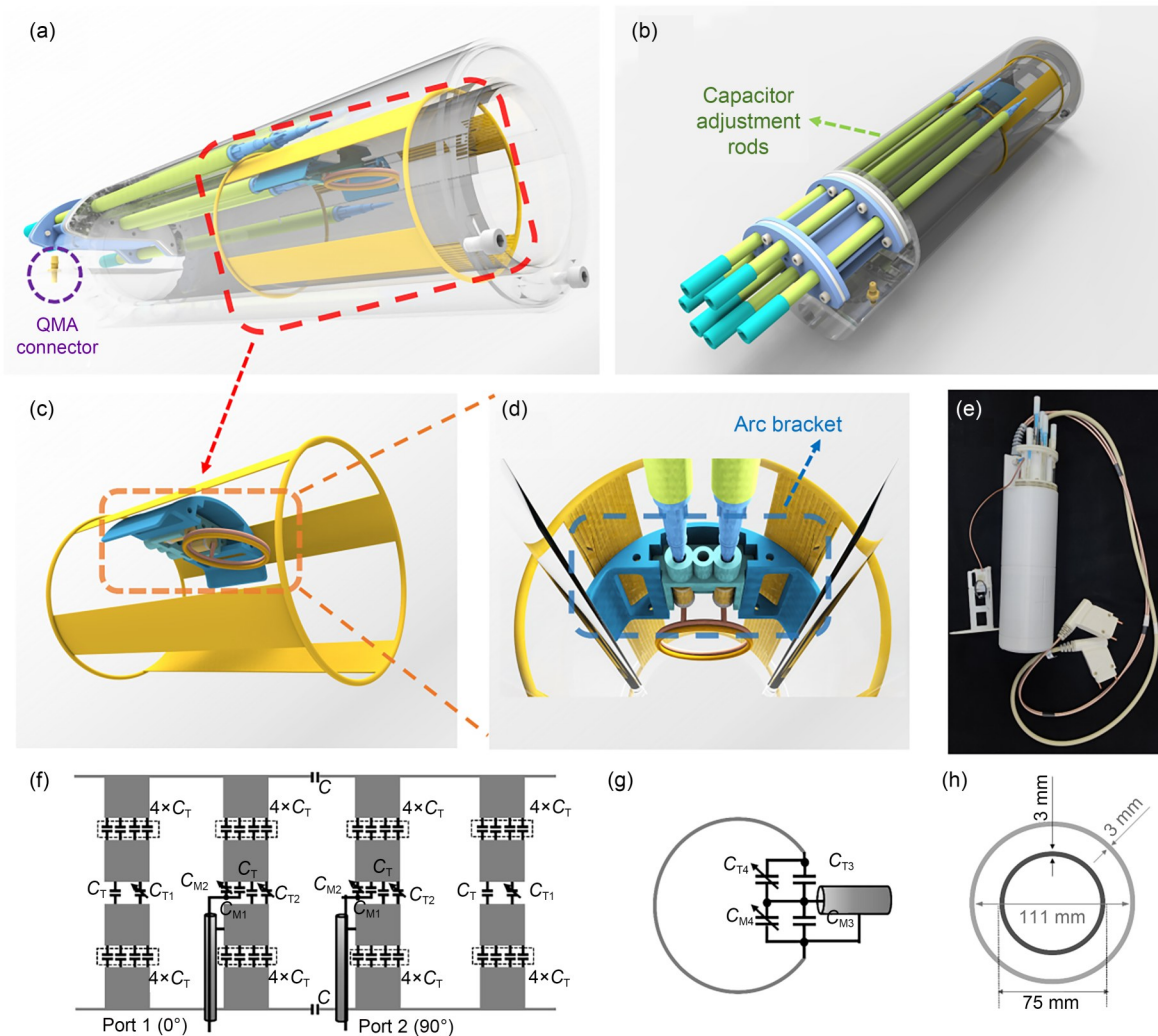 (a)
QMA
connector
(b)
Capacitor
adjustment
rods
(c)
(d)
Arc bracket
(e)
(f)
C
4×CT
4×CT
4×CT
4×CT
CT
CT1
CM2
CT
CT2
CM1
CM2
CT
CT2
CM1
CT
CT1
4×CT
4×CT
4×CT
4×CT
C
Port 1 (0°)
Port 2 (90°)
(g)
CT4
CT3
CM4
CM3
(h)
3 mm
3 mm
111 mm
75 mm